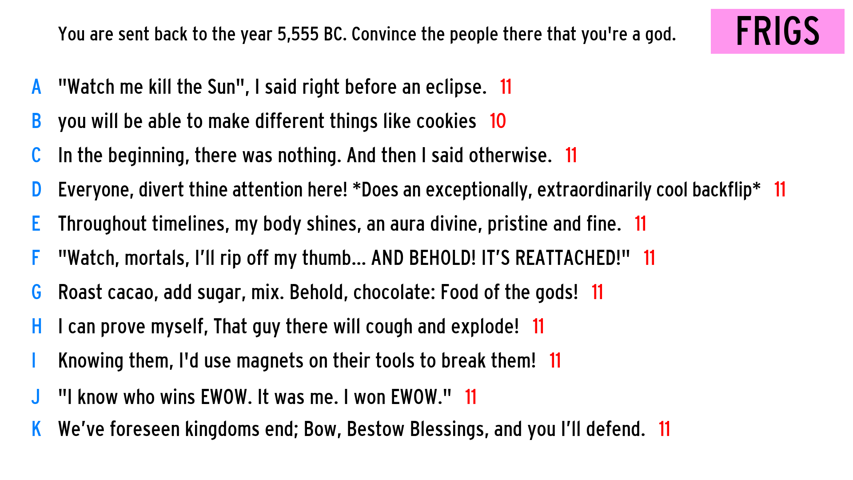 You are sent back to the year 5,555 BC. Convince the people there that you're a god.
FRIGS
A "Watch me kill the Sun", I said right before an eclipse. 11
B you will be able to make different things like cookies 10
C In the beginning, there was nothing. And then I said otherwise. 11
D Everyone, divert thine attention here! *Does an exceptionally, extraordinarily cool backflip* 11
E Throughout timelines, my body shines, an aura divine, pristine and fine. 11
F "Watch, mortals, I’ll rip off my thumb... AND BEHOLD! IT’S REATTACHED!" 11
G Roast cacao, add sugar, mix. Behold, chocolate: Food of the gods! 11
H I can prove myself, That guy there will cough and explode! 11
I Knowing them, I'd use magnets on their tools to break them! 11
J "I know who wins EWOW. It was me. I won EWOW." 11
K We’ve foreseen kingdoms end; Bow, Bestow Blessings, and you I’ll defend. 11